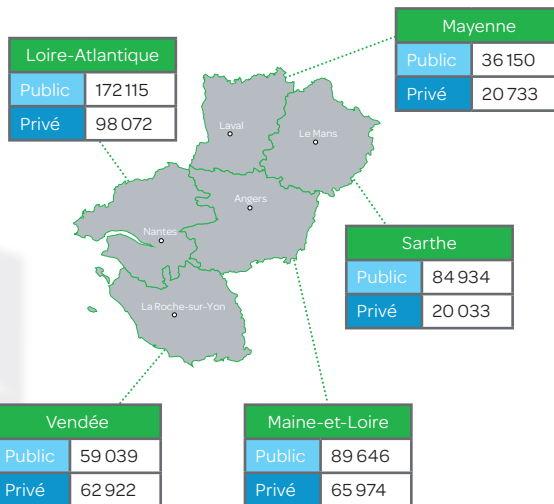 Mayenne
Public 36 150
Privé 20 733
Loire-Atlantique
Public 172 115
Privé 98 072
Laval
Le Mans
Angers
Nantes
La Roche-sur-Yon
Sarthe
Public 84 934
Privé 20 033
Vendée
Public 59 039
Privé 62 922
Maine-et-Loire
Public 89 646
Privé 65 974